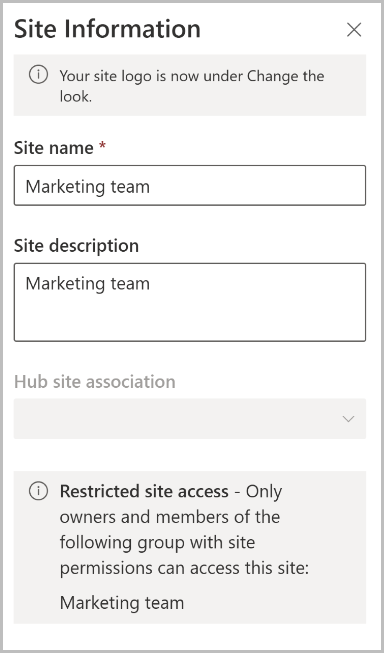 Site Information
Your site logo is now under Change the
look.
Site name *
Marketing team
Site description
Marketing team
Hub site association
Restricted site access - Only
owners and members of the
following group with site
permissions can access this site:
Marketing team